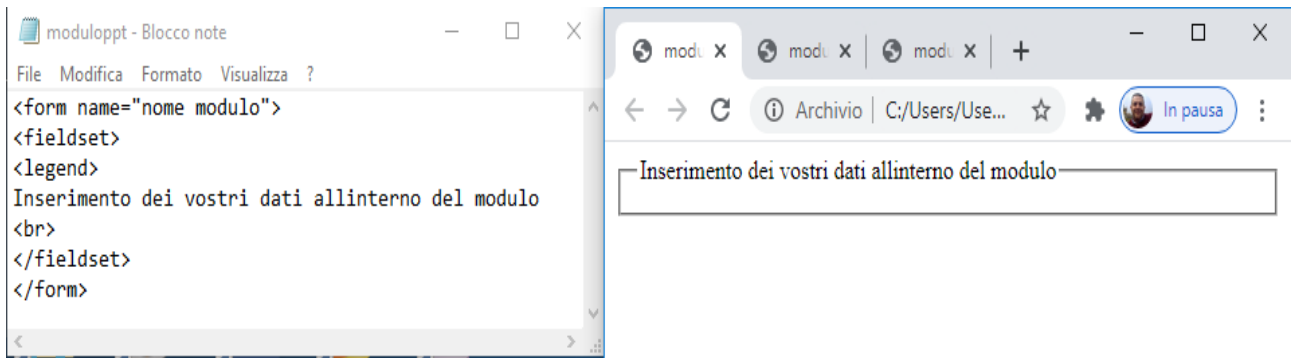 moduloppt - Blocco note
File Modifica Formato Visualizza ?
<form name="nome modulo">
<fieldset>
<legend>
Inserimento dei vostri dati allinterno del modulo
<br>
</fieldset>
</form>
modu modu modu
Archivio C:/Users/Use... In pausa
Inserimento dei vostri dati allinterno del modulo